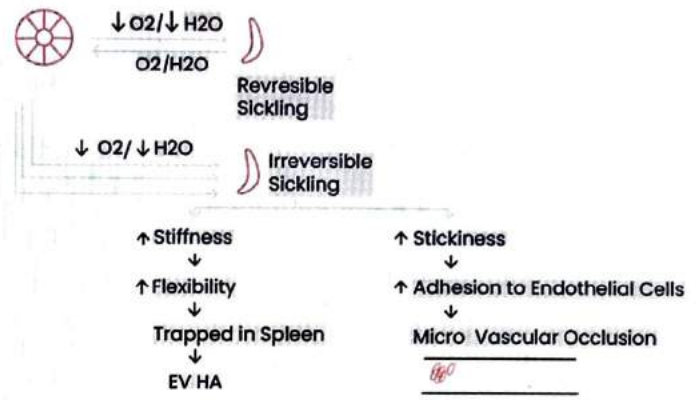 ↓ O2/↓ H2O
O2/H2O
Revresible
Sickling
↓ O2/ ↓ H2O
Irreversible
Sickling
↑ Stiffness
↓
↑ Flexibility
↓
Trapped in Spleen
↓
EV HA
↑ Stickiness
↓
↑ Adhesion to Endothelial Cells
↓
Micro Vascular Occlusion